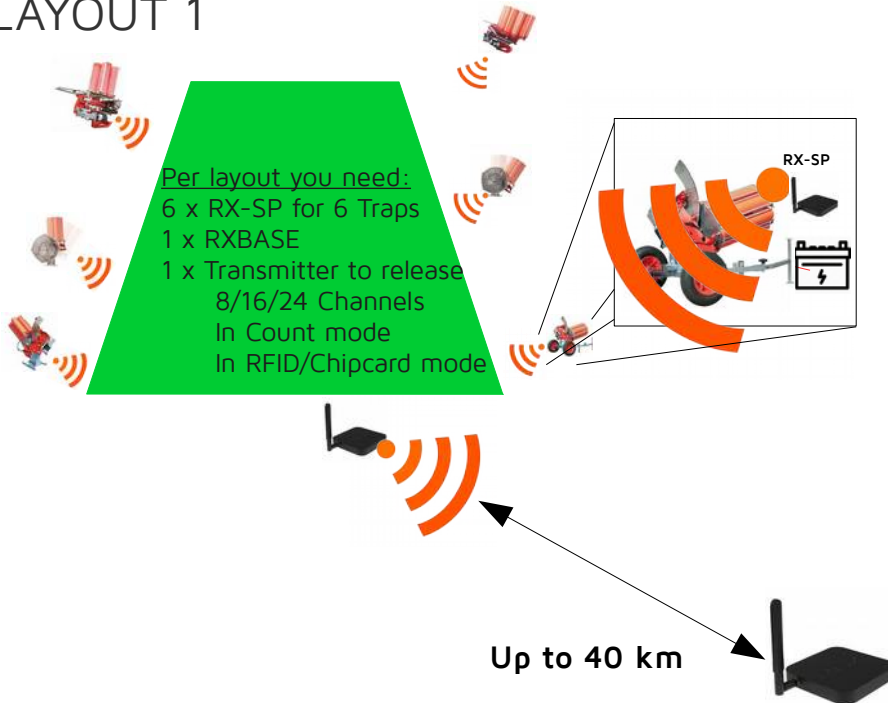 LAYOUT 1
Per layout you need:
6 x RX-SP for 6 Traps
1 x RXBASE
1 x Transmitter to release
8/16/24 Channels
In Count mode
In RFID/Chipcard mode
RX-SP
Up to 40 km